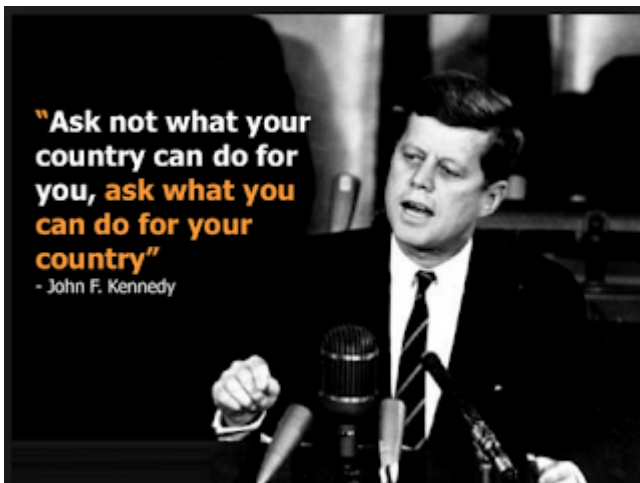 "Ask not what your
country can do for
you, ask what you
can do for your
country”
- John F. Kennedy